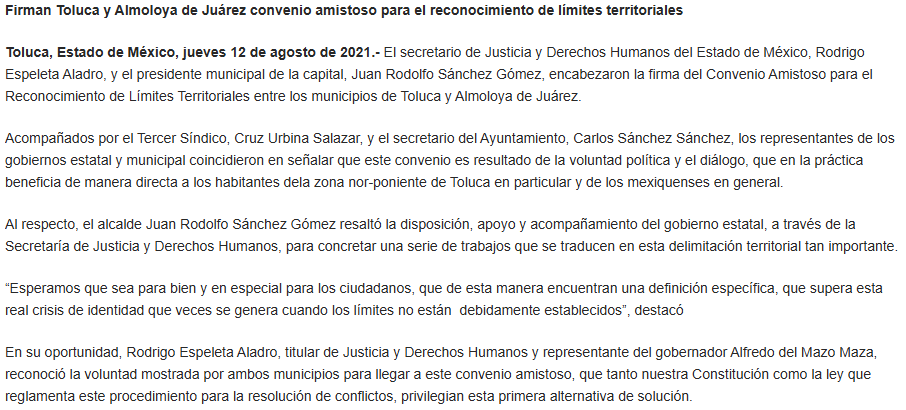 Firman Toluca y Almoloya de Juárez convenio amistoso para el reconocimiento de límites territoriales
Toluca, Estado de México, jueves 12 de agosto de 2021.- El secretario de Justicia y Derechos Humanos del Estado de México, Rodrigo
Espeleta Aladro, y el presidente municipal de la capital, Juan Rodolfo Sánchez Gómez, encabezaron la firma del Convenio Amistoso para el
Reconocimiento de Límites Territoriales entre los municipios de Toluca y Almoloya de Juárez.
Acompañados por el Tercer Síndico, Cruz Urbina Salazar, y el secretario del Ayuntamiento, Carlos Sánchez Sánchez, los representantes de los
gobiernos estatal y municipal coincidieron en señalar que este convenio es resultado de la voluntad política y el diálogo, que en la práctica
beneficia de manera directa a los habitantes dela zona nor-poniente de Toluca en particular y de los mexiquenses en general.
Al respecto, el alcalde Juan Rodolfo Sánchez Gómez resaltó la disposición, apoyo y acompañamiento del gobierno estatal, a través de la
Secretaría de Justicia y Derechos Humanos, para concretar una serie de trabajos que se traducen en esta delimitación territorial tan importante.
“Esperamos que sea para bien y en especial para los ciudadanos, que de esta manera encuentran una definición específica, que supera esta
real crisis de identidad que veces se genera cuando los límites no están  debidamente establecidos”, destacó
En su oportunidad, Rodrigo Espeleta Aladro, titular de Justicia y Derechos Humanos y representante del gobernador Alfredo del Mazo Maza,
reconoció la voluntad mostrada por ambos municipios para llegar a este convenio amistoso, que tanto nuestra Constitución como la ley que
reglamenta este procedimiento para la resolución de conflictos, privilegian esta primera alternativa de solución.